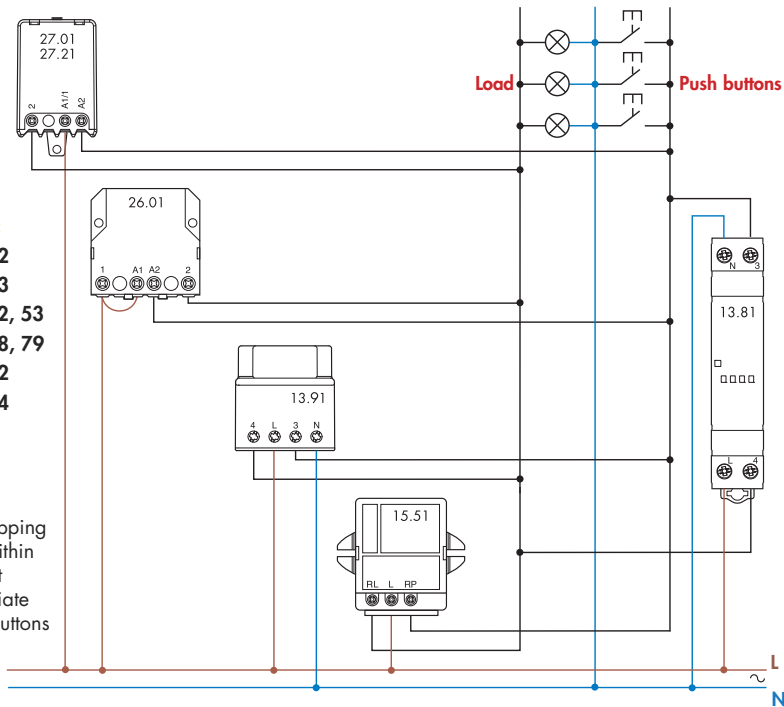 27.01
27.21
2 A1/1 A2
Load
Push buttons
26.01
1 A1 A2 2
2
3
2, 53
8, 79
2
4
N 3
13.81
L 4
13.91
4 L 3 N
pping
ithin
t
iate
uttons
15.51
RL L RP
L
~
N